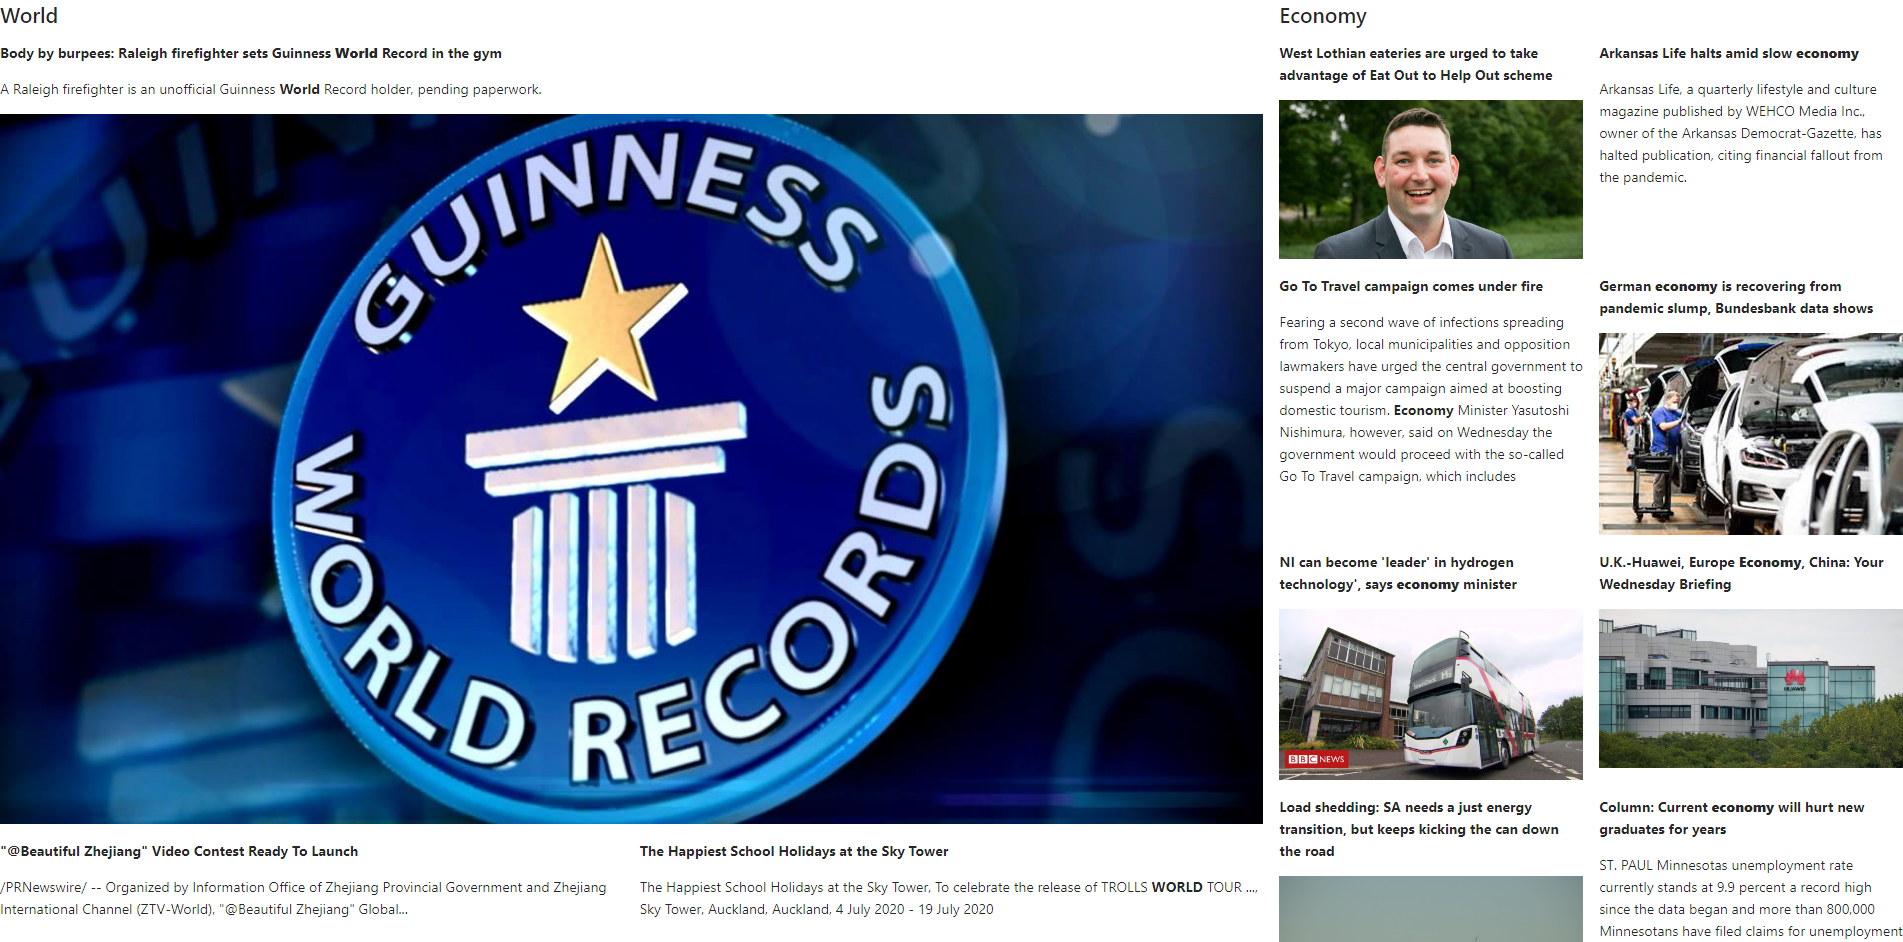 World
Body by burpees: Raleigh firefighter sets Guinness World Record in the gym
A Raleigh firefighter is an unofficial Guinness World Record holder, pending paperwork.
GUINNESS
WORLD RECORDS
"@Beautiful Zhejiang" Video Contest Ready To Launch
/PRNewswire/ -- Organized by Information Office of Zhejiang Provincial Government and Zhejiang
International Channel (ZTV-World), "@Beautiful Zhejiang" Global...
The Happiest School Holidays at the Sky Tower
The Happiest School Holidays at the Sky Tower, To celebrate the release of TROLLS WORLD TOUR ...,
Sky Tower, Auckland, Auckland, 4 July 2020 - 19 July 2020
Economy
West Lothian eateries are urged to take
advantage of Eat Out to Help Out scheme
Arkansas Life halts amid slow economy
Arkansas Life, a quarterly lifestyle and culture
magazine published by WEHCO Media Inc.,
owner of the Arkansas Democrat-Gazette, has
halted publication, citing financial fallout from
the pandemic.
Go To Travel campaign comes under fire
Fearing a second wave of infections spreading
from Tokyo, local municipalities and opposition
lawmakers have urged the central government to
suspend a major campaign aimed at boosting
domestic tourism. Economy Minister Yasutoshi
Nishimura, however, said on Wednesday the
government would proceed with the so-called
Go To Travel campaign, which includes
German economy is recovering from
pandemic slump, Bundesbank data shows
NI can become 'leader' in hydrogen
technology', says economy minister
BBC NEWS
U.K.-Huawei, Europe Economy, China: Your
Wednesday Briefing
HUAWEI
Load shedding: SA needs a just energy
transition, but keeps kicking the can down
the road
Column: Current economy will hurt new
graduates for years
ST. PAUL Minnesotas unemployment rate
currently stands at 9.9 percent a record high
since the data began and more than 800,000
Minnesotans have filed claims for unemployment